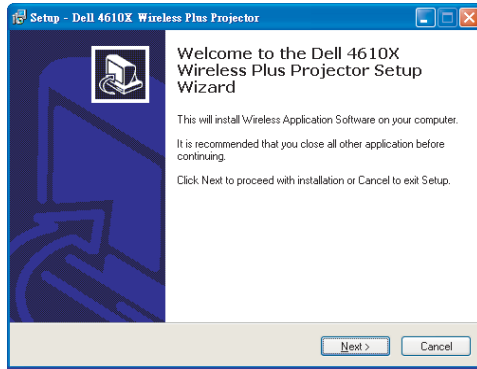 Setup - Dell 4610X Wireless Plus Projector
Welcome to the Dell 4610X
Wireless Plus Projector Setup
Wizard
This will install Wireless Application Software on your computer.
It is recommended that you close all other application before
continuing.
Click Next to proceed with installation or Cancel to exit Setup.
Next >
Cancel